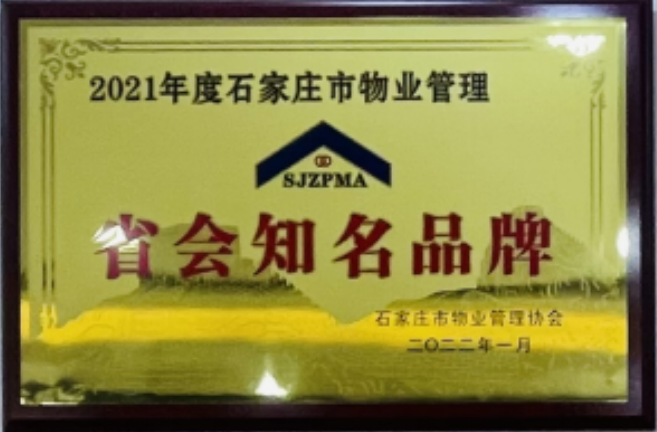 2021年度石家庄市物业管理
SJZPMA
省会知名品牌
石家庄市物业管理协会
二〇二二年一月